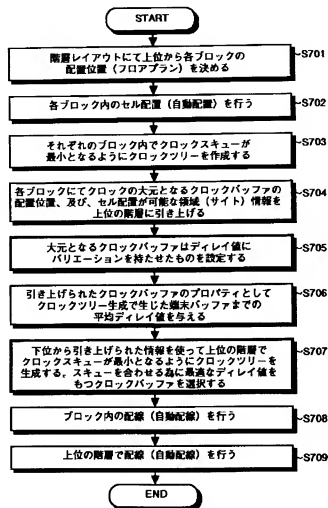 START
階層レイアウトにて上位から各ブロックの
配置位置（フロアプラン）を決める
S701
各ブロック内のセル配置（自動配置）を行う
S702
それぞれのブロック内でクロックスキューが
最小となるようにクロックツリーを作成する
S703
各ブロックにてクロックの大元となるクロックバッファの
配置位置、及び、セル配置が可能な領域（サイト）情報を
上位の階層に引き上げる
S704
大元となるクロックバッファはディレイ値に
バリエーションを持たせたものを設定する
S705
引き上げられたクロックバッファのプロパティとして
クロックツリー生成で生じた端末バッファまでの
平均ディレイ値を与える
S706
下位から引き上げられた情報を使って上位の階層で
クロックスキューが最小となるようにクロックツリーを
生成する。スキューを合わせる為に最適なディレイ値を
もつクロックバッファを選択する
S707
ブロック内の配線（自動配線）を行う
S708
上位の階層で配線（自動配線）を行う
S709
END